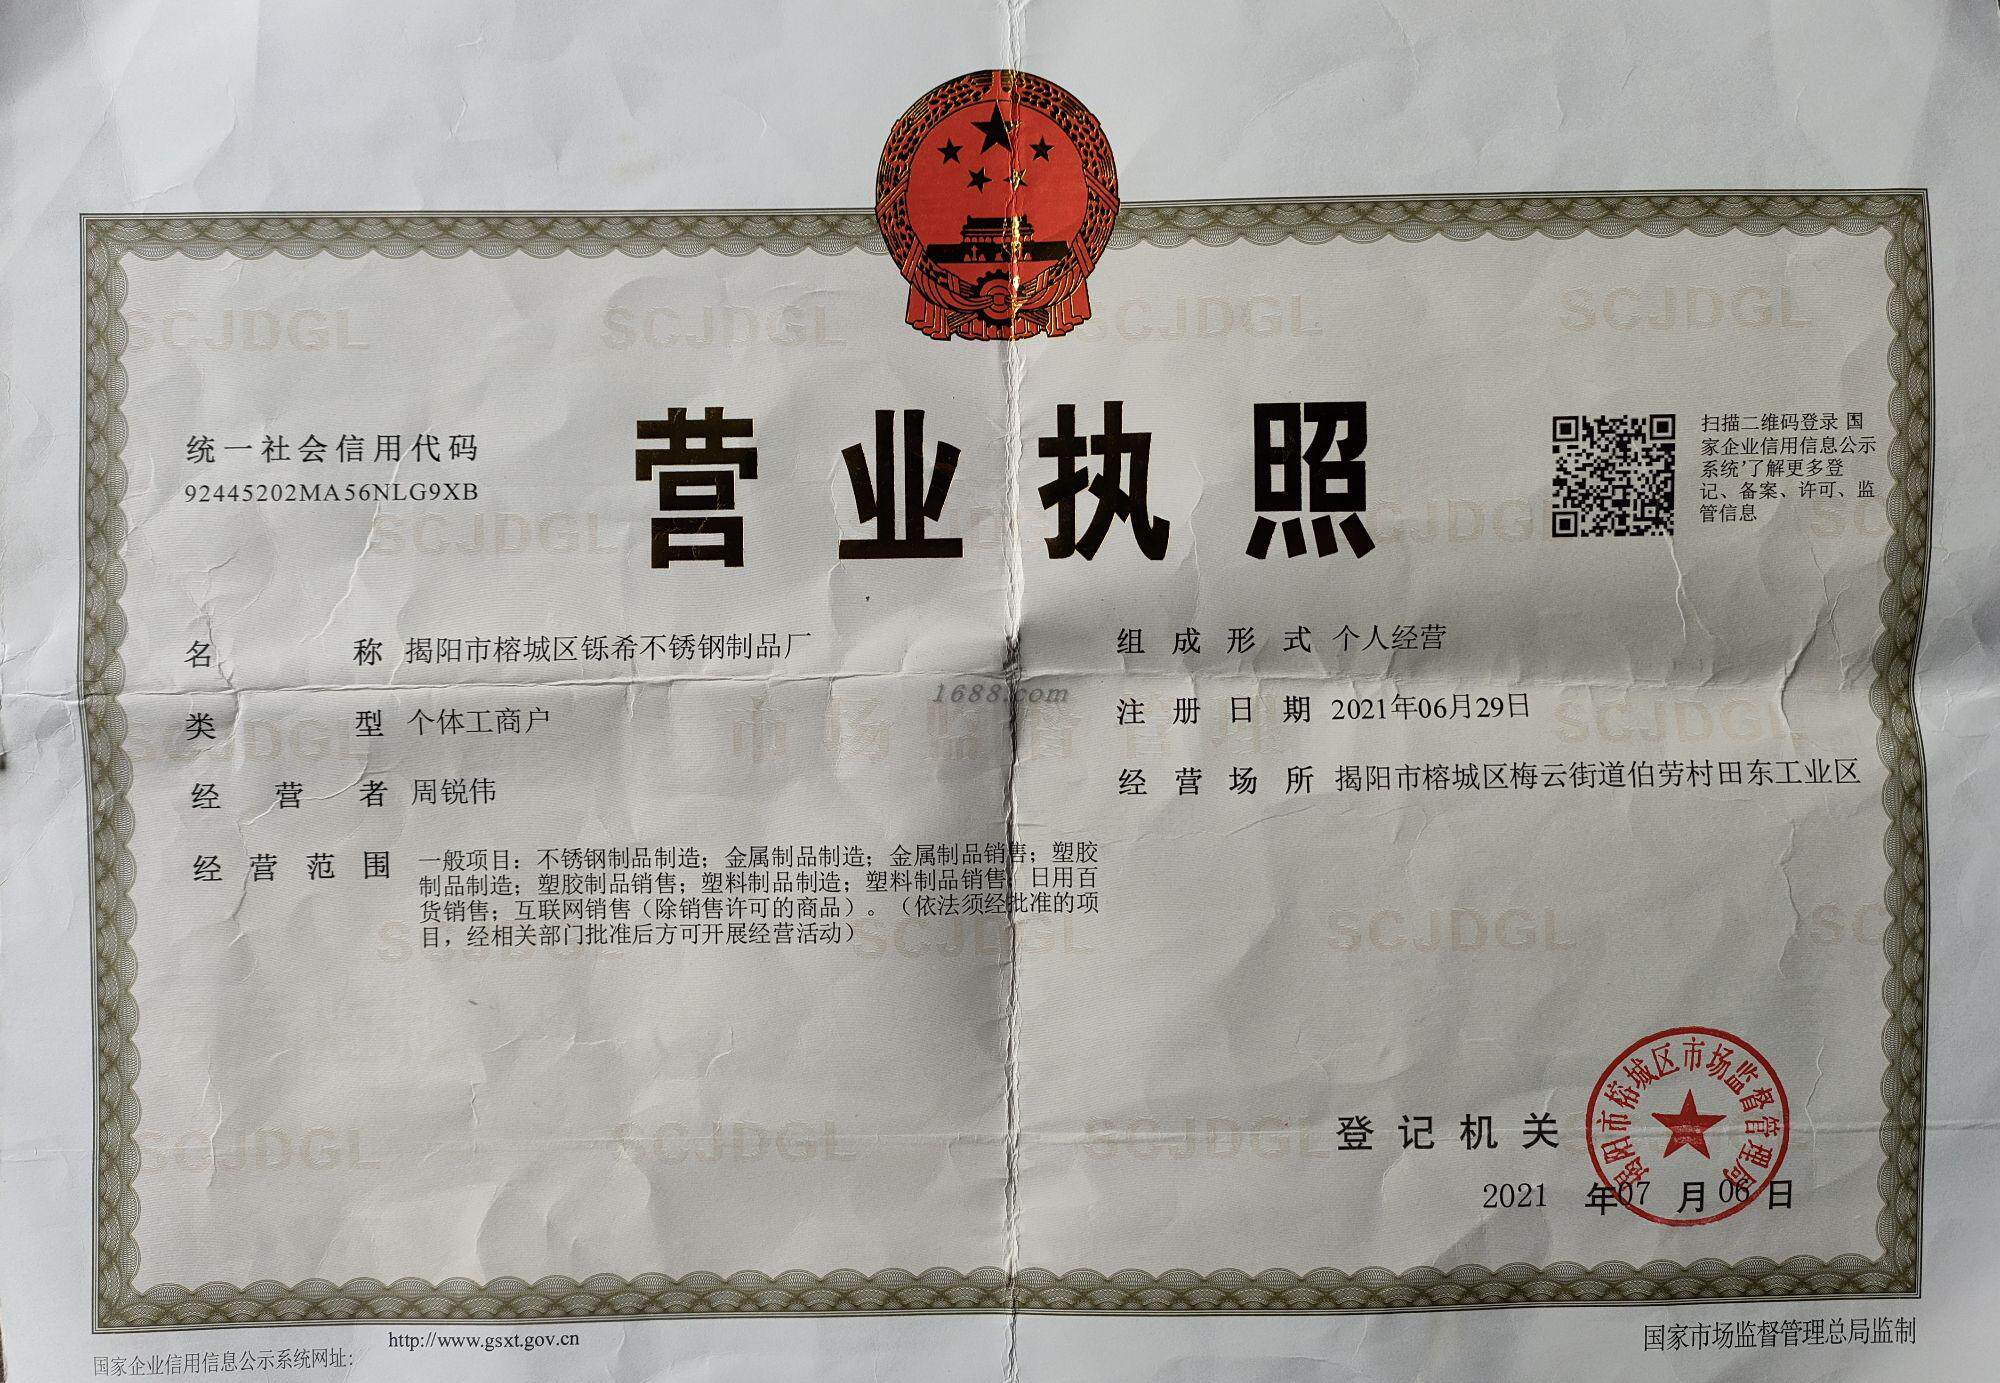 营业执照
统一社会信用代码
92445202MA56NLG9XB
扫描二维码登录 国
家企业信用信息公示
系统'了解更多登
记、备案、许可、监
管信息
名称 揭阳市榕城区铄希不锈钢制品厂
类型 个体工商户
经营者 周锐伟
经营范围 一般项目：不锈钢制品制造；金属制品制造；金属制品销售；塑胶
制品制造；塑胶制品销售；塑料制品制造；塑料制品销售；日用百
货销售；互联网销售（除销售许可的商品）。（依法须经批准的项
目，经相关部门批准后方可开展经营活动）
组成形式 个人经营
注册日期 2021年06月29日
经营场所 揭阳市榕城区梅云街道伯劳村田东工业区
1688.com
市场监督管理
SCJDGL
登记机关
揭阳市榕城区市场监督管理局
2021 年07 月06日
国家企业信用信息公示系统网址：
http://www.gsxt.gov.cn
国家市场监督管理总局监制